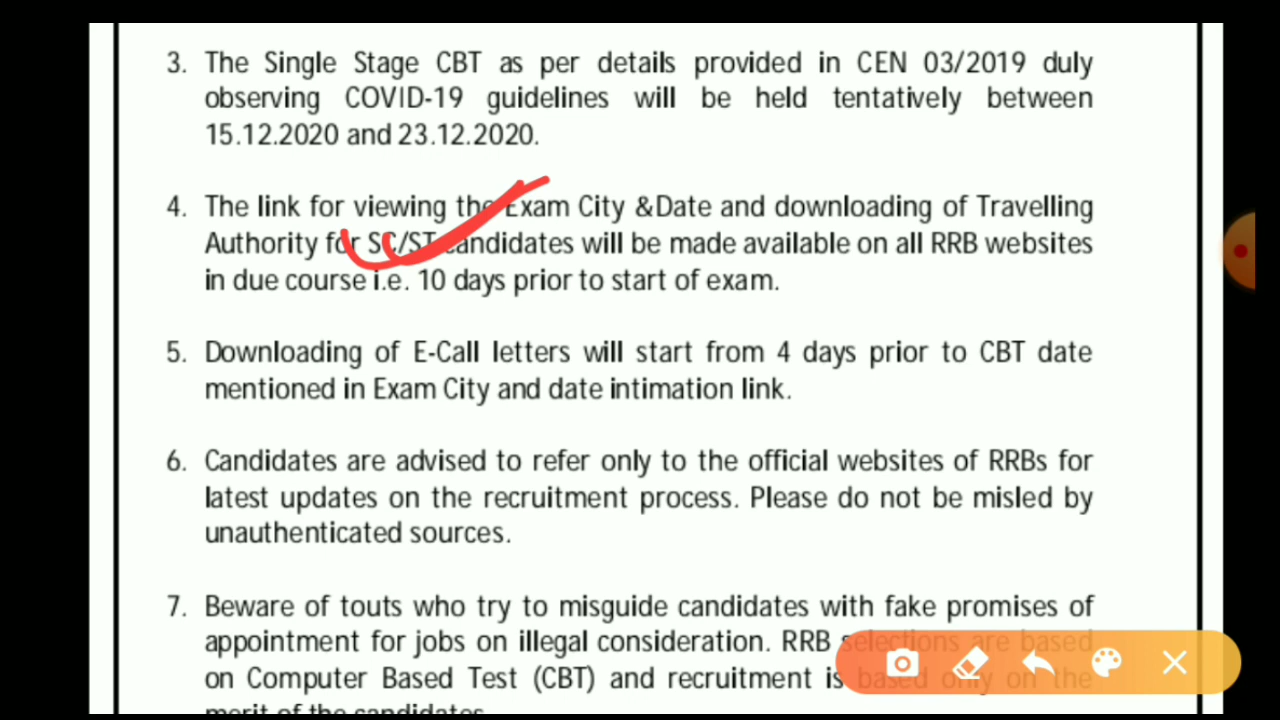 3. The Single Stage CBT as per details provided in CEN 03/2019 duly
observing COVID-19 guidelines will be held tentatively between
15.12.2020 and 23.12.2020.
4. The link for viewing the Exam City &Date and downloading of Travelling
Authority for SC/ST candidates will be made available on all RRB websites
in due course i.e. 10 days prior to start of exam.
5. Downloading of E-Call letters will start from 4 days prior to CBT date
mentioned in Exam City and date intimation link.
6. Candidates are advised to refer only to the official websites of RRBs for
latest updates on the recruitment process. Please do not be misled by
unauthenticated sources.
7. Beware of touts who try to misguide candidates with fake promises of
appointment for jobs on illegal consideration. RRB selections are based
on Computer Based Test (CBT) and recruitment is based only on the
merit of the candidates.